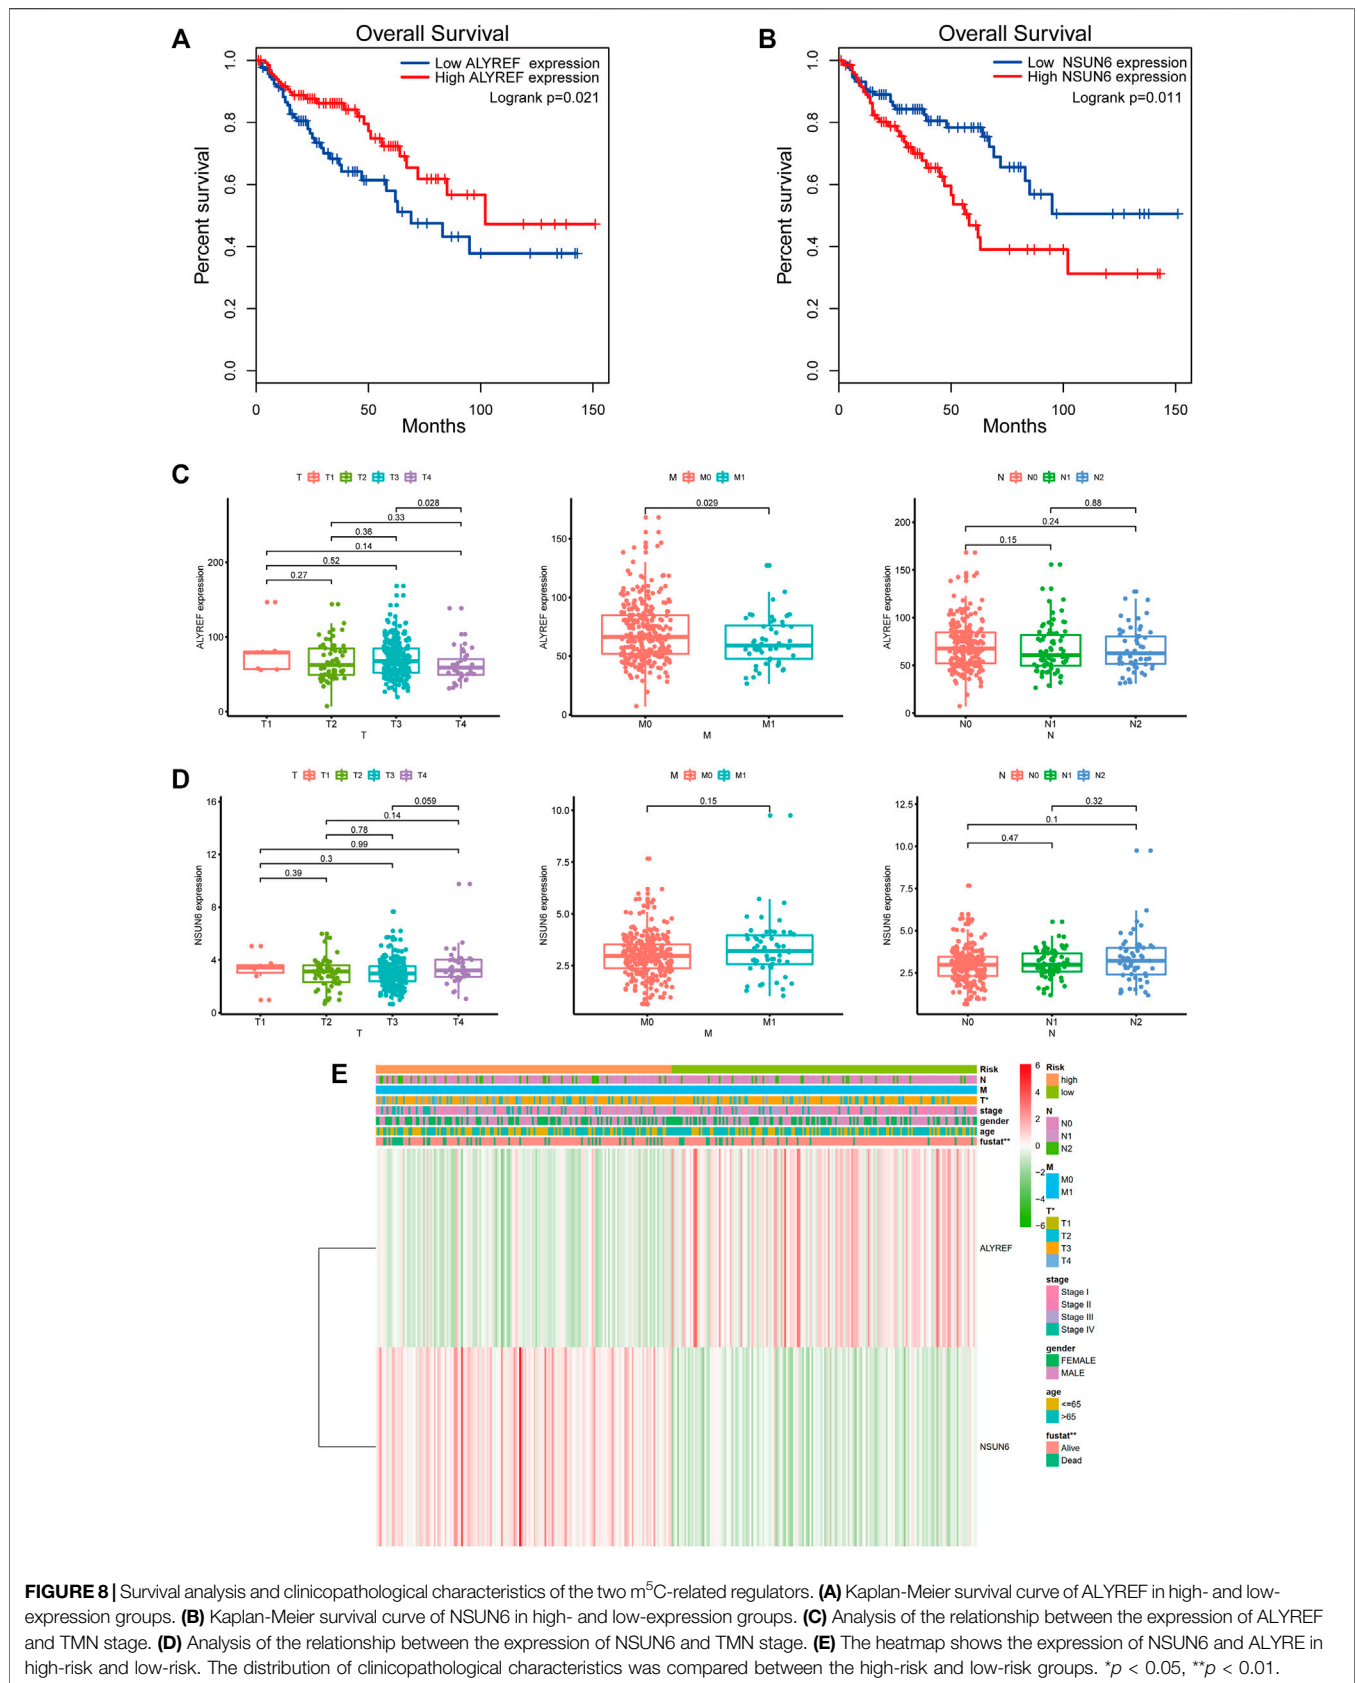 A
Overall Survival
Low ALYREF expression
High ALYREF expression
Logrank p=0.021
Percent survival
1.0
0.8
0.6
0.4
0.2
0.0
0 50 100 150
Months
B
Overall Survival
Low NSUN6 expression
High NSUN6 expression
Logrank p=0.011
Percent survival
1.0
0.8
0.6
0.4
0.2
0.0
0 50 100 150
Months
C
T T1 T2 T3 T4
0.028
0.33
0.36
0.14
0.52
0.27
ALYREF expression
200
100
0
T1 T2 T3 T4
T
M M0 M1
0.029
ALYREF expression
150
100
50
0
M0 M1
M
N N0 N1 N2
0.88
0.24
0.15
ALYREF expression
200
150
100
50
0
N0 N1 N2
N
D
T T1 T2 T3 T4
0.059
0.14
0.78
0.99
0.3
0.39
NSUN6 expression
16
12
8
4
0
T1 T2 T3 T4
T
M M0 M1
0.15
NSUN6 expression
10.0
7.5
5.0
2.5
M0 M1
M
N N0 N1 N2
0.32
0.1
0.47
NSUN6 expression
12.5
10.0
7.5
5.0
2.5
N0 N1 N2
N
E
Risk
N
M
T*
stage
gender
age
fustat**
ALYREF
NSUN6
6
4
2
0
−2
−4
−6
Risk
high
low
N
N0
N1
N2
M
M0
M1
T*
T1
T2
T3
T4
stage
Stage I
Stage II
Stage III
Stage IV
gender
FEMALE
MALE
age
<=65
>65
fustat**
Alive
Dead
FIGURE 8 | Survival analysis and clinicopathological characteristics of the two m⁵C-related regulators. (A) Kaplan-Meier survival curve of ALYREF in high- and low-
expression groups. (B) Kaplan-Meier survival curve of NSUN6 in high- and low-expression groups. (C) Analysis of the relationship between the expression of ALYREF
and TMN stage. (D) Analysis of the relationship between the expression of NSUN6 and TMN stage. (E) The heatmap shows the expression of NSUN6 and ALYRE in
high-risk and low-risk. The distribution of clinicopathological characteristics was compared between the high-risk and low-risk groups. *p < 0.05, **p < 0.01.